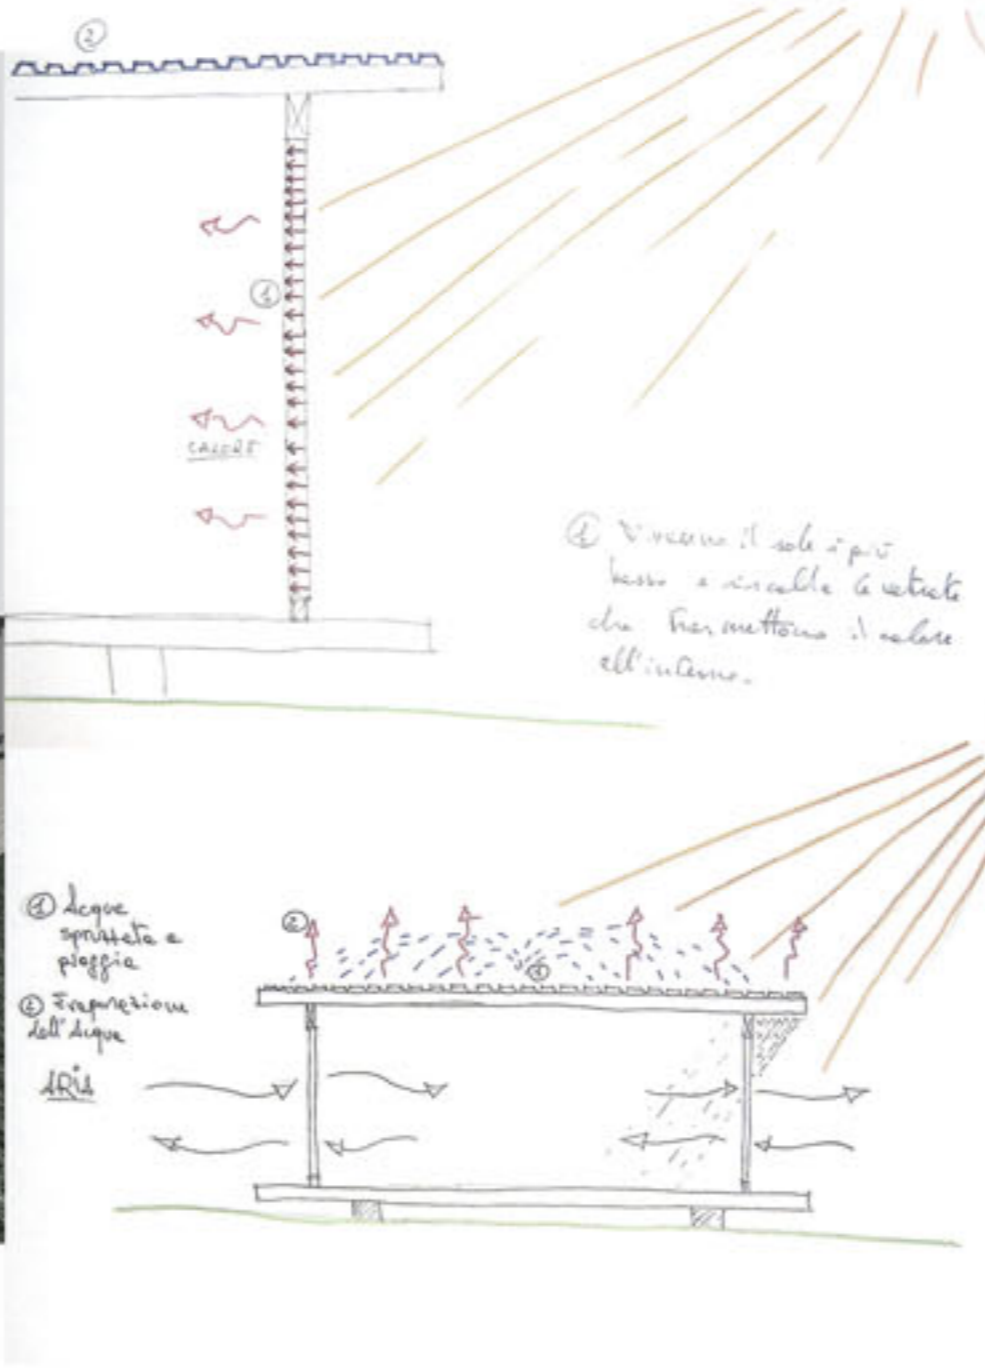 ②
①
CALORE
① D'inverno il sole è più
basso e riscalda le vetrate
che trasmettono il calore
all'interno.
① Acqua
spruzzata e
pioggia
②
①
② Evaporazione
dell'Acqua
ARIA